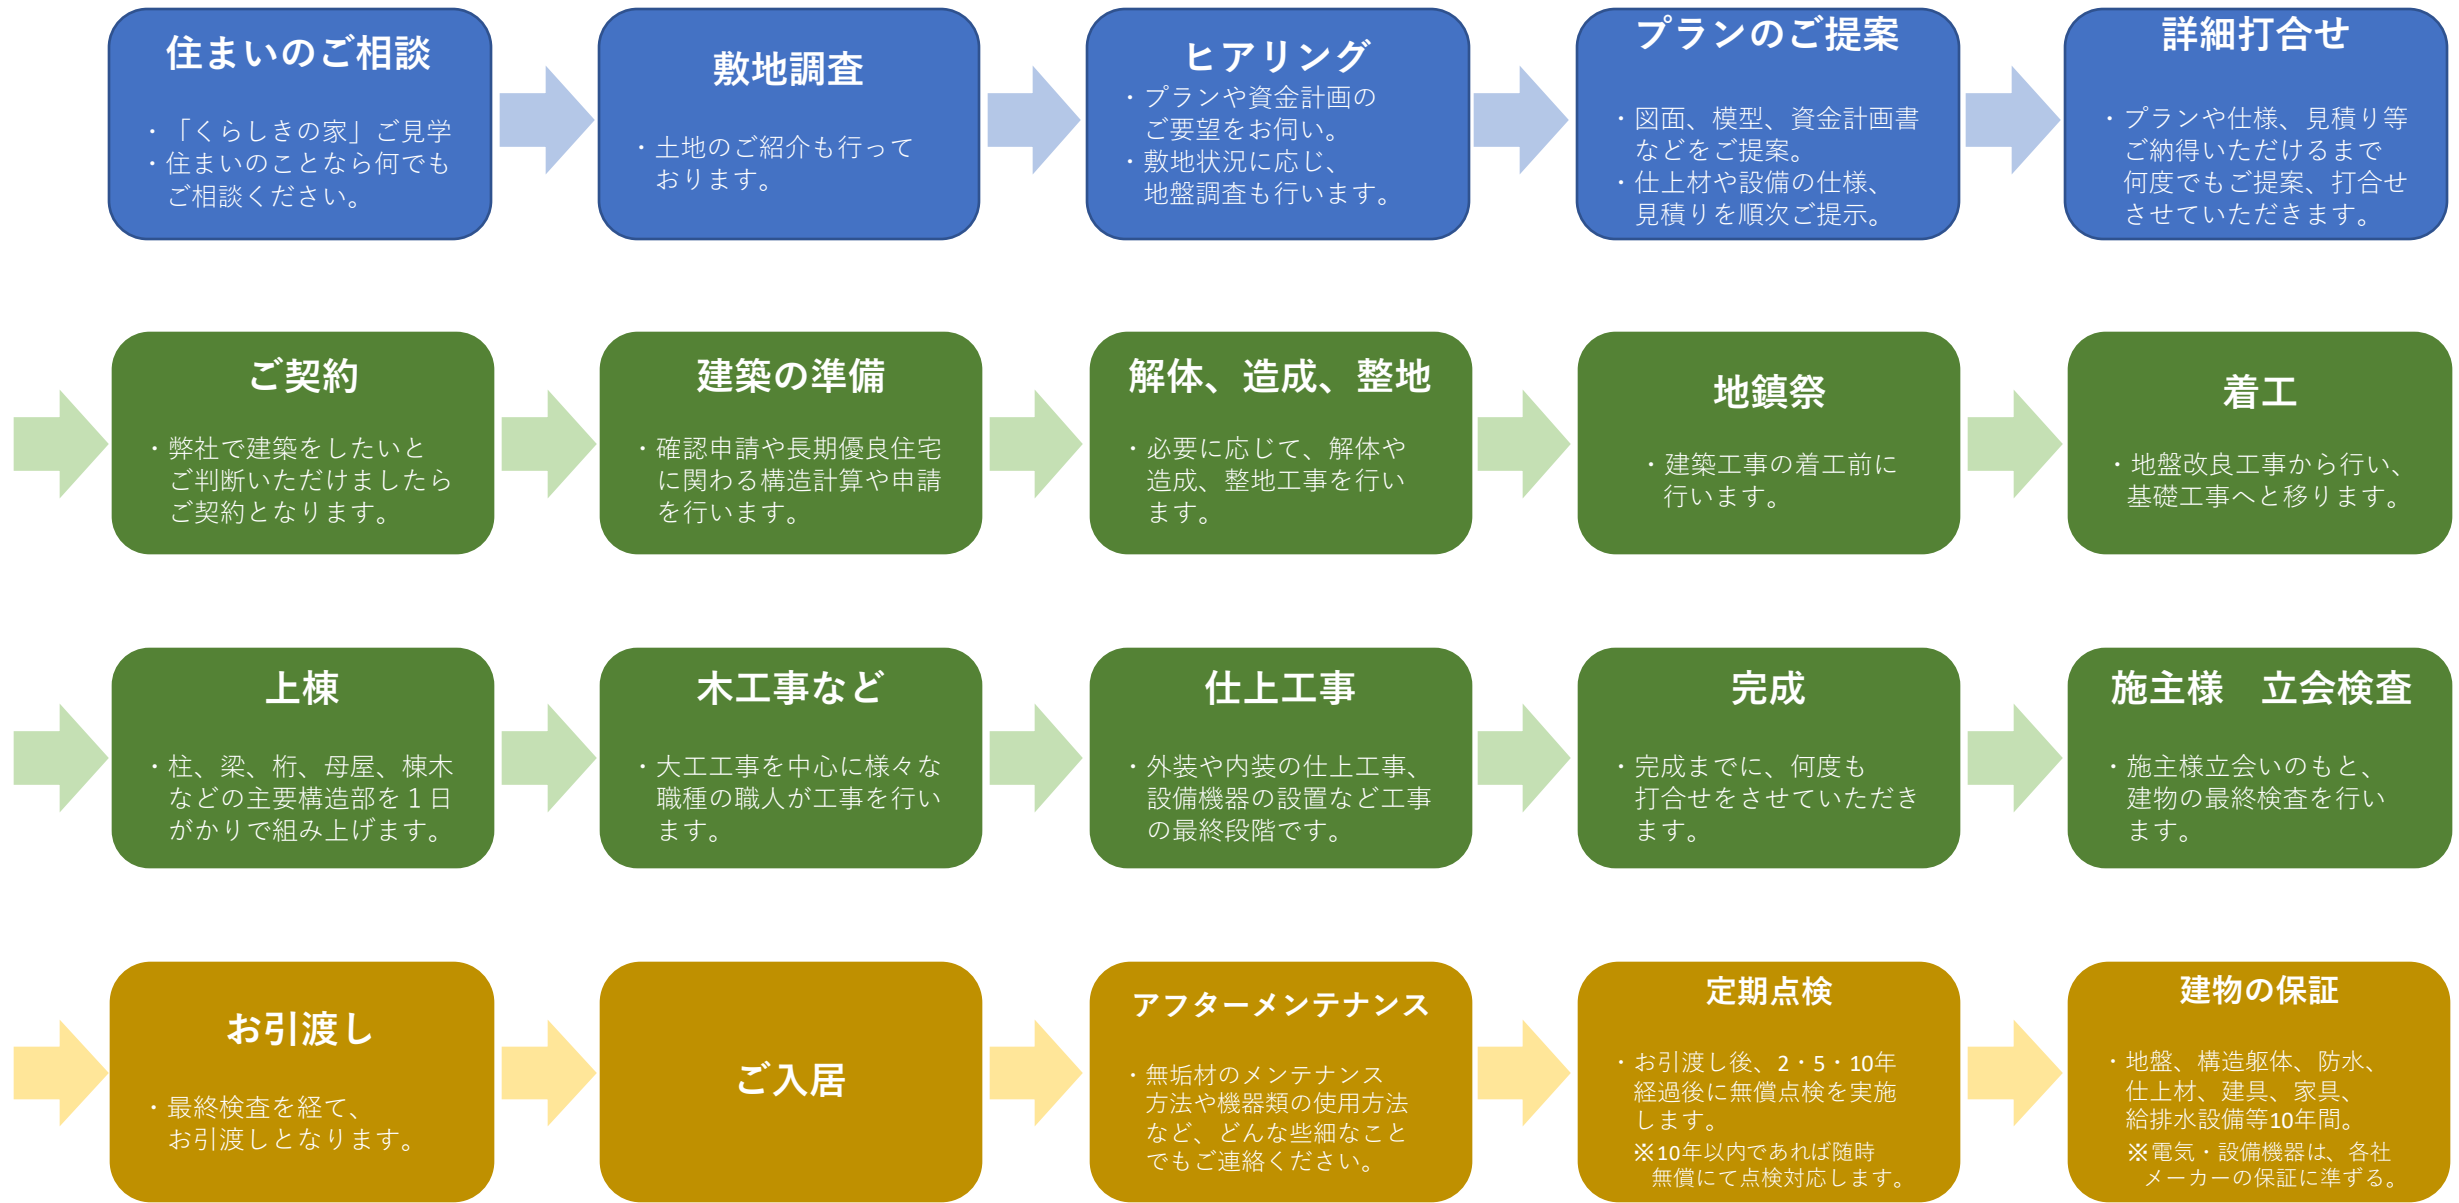 住まいのご相談
・「くらしきの家」ご見学
・住まいのことなら何でも
ご相談ください。
敷地調査
・土地のご紹介も行って
おります。
ヒアリング
・プランや資金計画の
ご要望をお伺い。
・敷地状況に応じ、
地盤調査も行います。
プランのご提案
・図面、模型、資金計画書
などをご提案。
・仕上材や設備の仕様、
見積りを順次ご提示。
詳細打合せ
・プランや仕様、見積り等
ご納得いただけるまで
何度でもご提案、打合せ
させていただきます。
ご契約
・弊社で建築をしたいと
ご判断いただけましたら
ご契約となります。
建築の準備
・確認申請や長期優良住宅
に関わる構造計算や申請
を行います。
解体、造成、整地
・必要に応じて、解体や
造成、整地工事を行い
ます。
地鎮祭
・建築工事の着工前に
行います。
着工
・地盤改良工事から行い、
基礎工事へと移ります。
上棟
・柱、梁、桁、母屋、棟木
などの主要構造部を１日
がかりで組み上げます。
木工事など
・大工工事を中心に様々な
職種の職人が工事を行い
ます。
仕上工事
・外装や内装の仕上工事、
設備機器の設置など工事
の最終段階です。
完成
・完成までに、何度も
打合せをさせていただき
ます。
施主様　立会検査
・施主様立会いのもと、
建物の最終検査を行い
ます。
お引渡し
・最終検査を経て、
お引渡しとなります。
ご入居
アフターメンテナンス
・無垢材のメンテナンス
方法や機器類の使用方法
など、どんな些細なこと
でもご連絡ください。
定期点検
・お引渡し後、2・5・10年
経過後に無償点検を実施
します。
※10年以内であれば随時
無償にて点検対応します。
建物の保証
・地盤、構造躯体、防水、
仕上材、建具、家具、
給排水設備等10年間。
※電気・設備機器は、各社
メーカーの保証に準ずる。